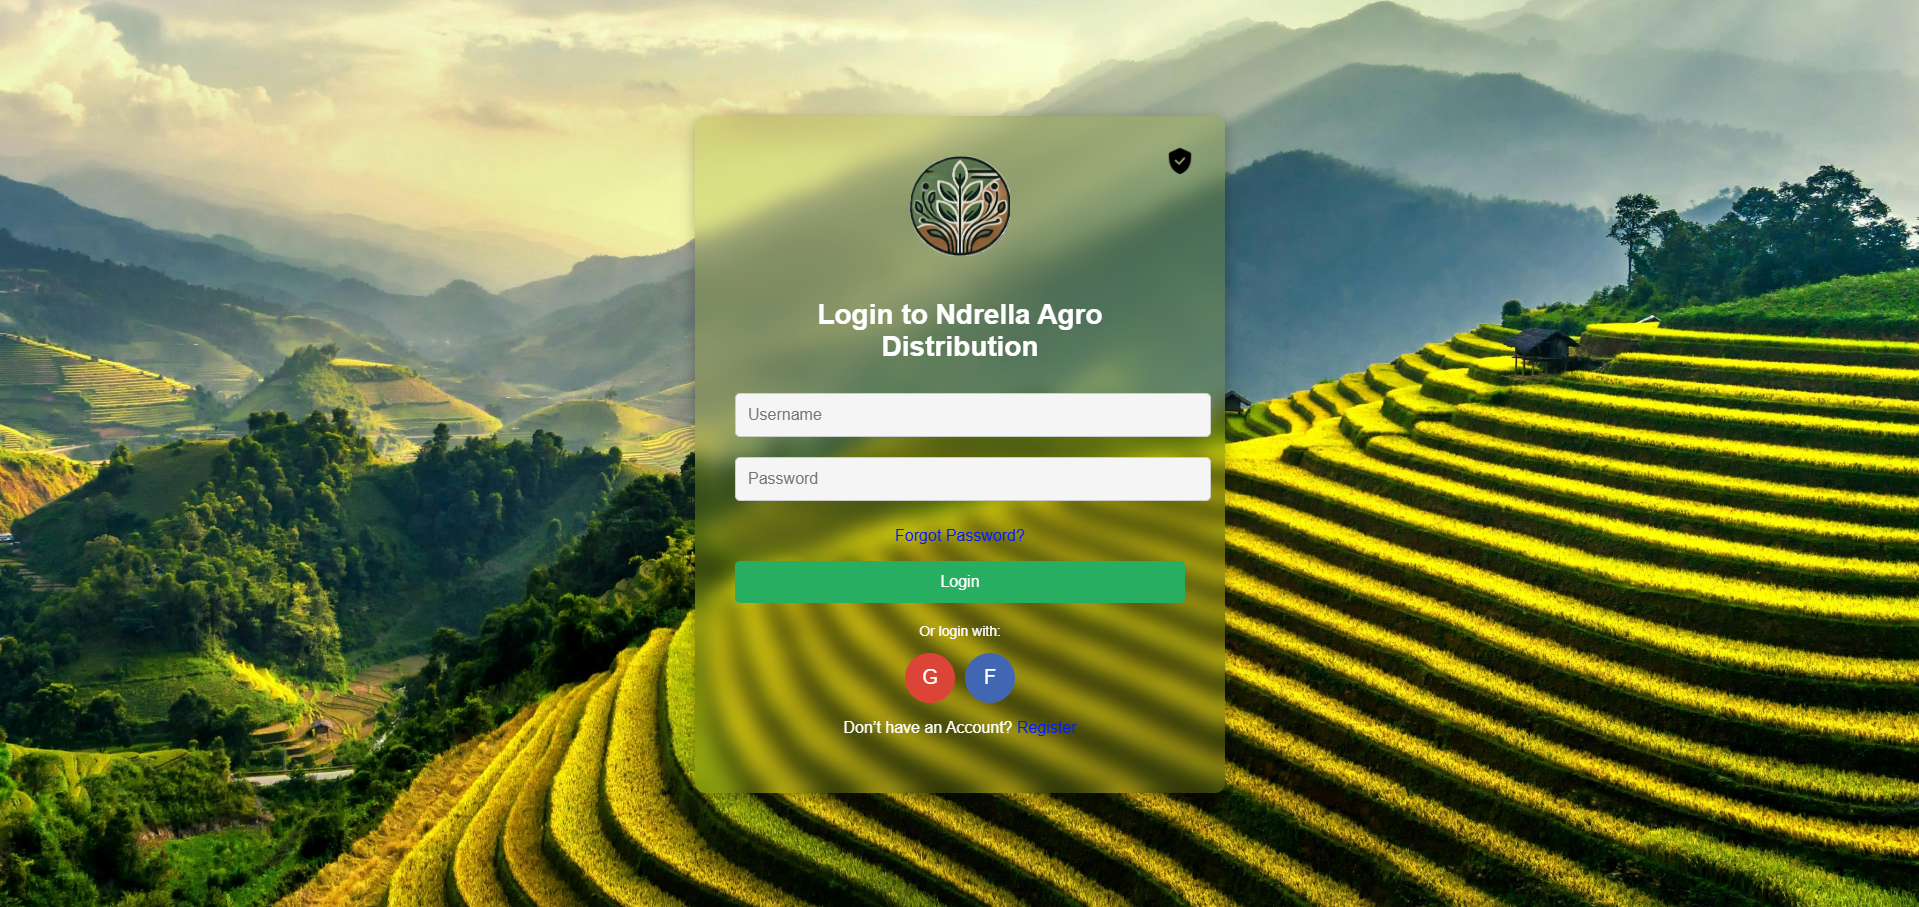 Login to Ndrella Agro
Distribution
Username
Password
Forgot Password?
Login
Or login with:
G F
Don't have an Account? Register